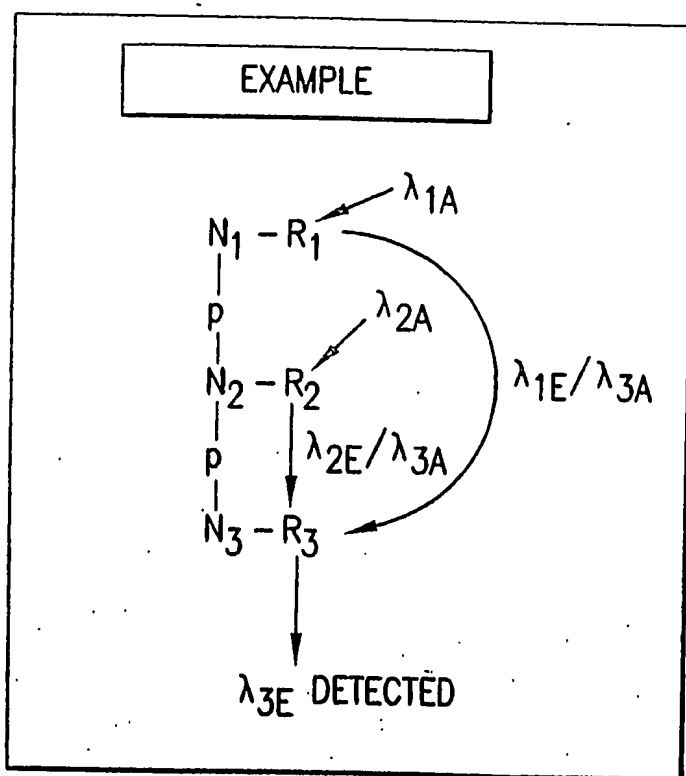 EXAMPLE
λ1A
N1 – R1
p
λ2A
N2 – R2
λ1E/λ3A
p
λ2E/λ3A
N3 – R3
λ3E DETECTED